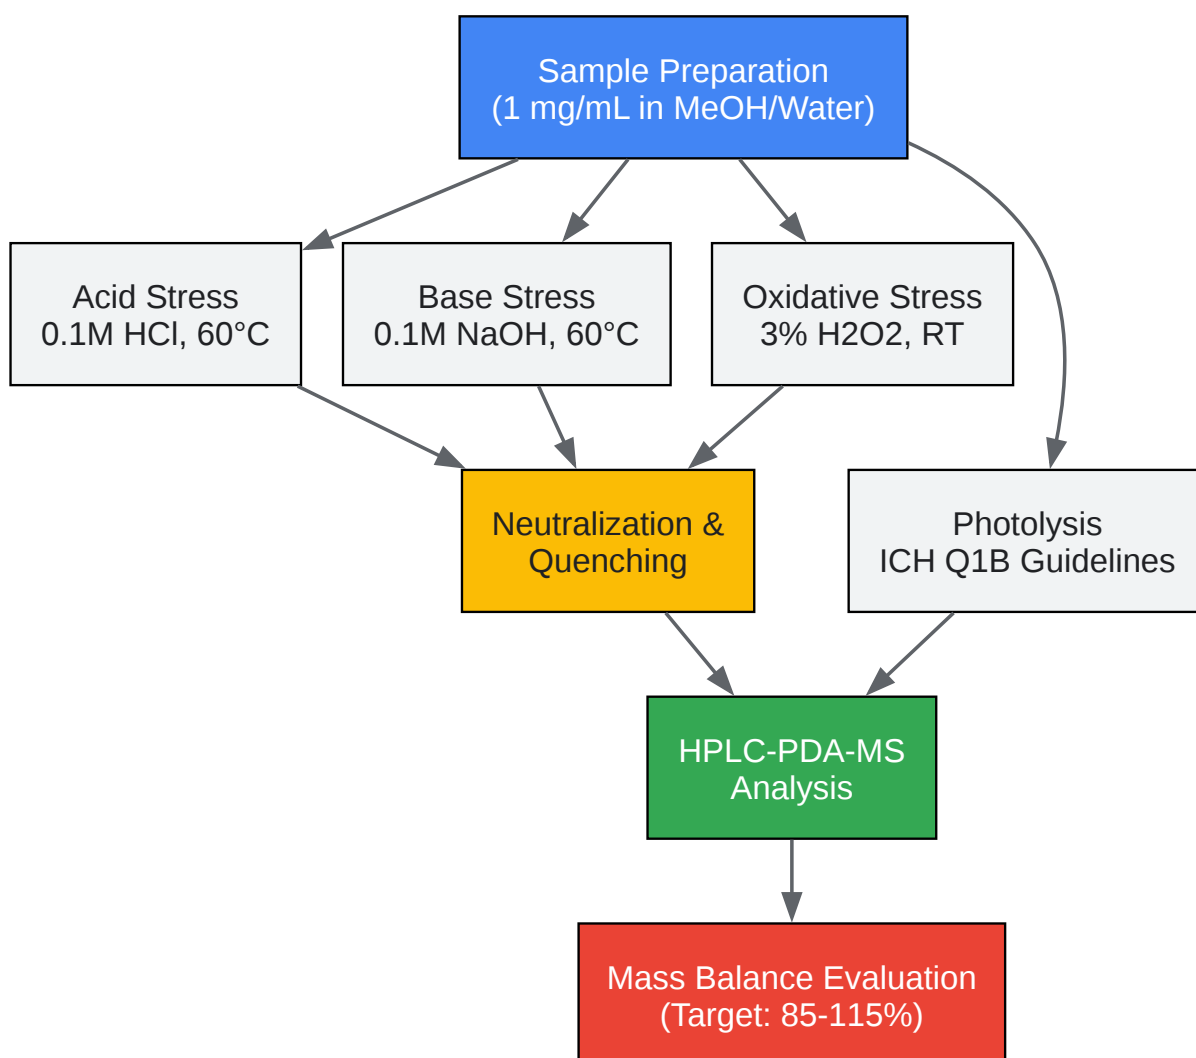 Sample Preparation
(1 mg/mL in MeOH/Water)
Acid Stress
0.1M HCl, 60°C
Base Stress
0.1M NaOH, 60°C
Oxidative Stress
3% H2O2, RT
Neutralization &
Quenching
Photolysis
ICH Q1B Guidelines
HPLC-PDA-MS
Analysis
Mass Balance Evaluation
(Target: 85-115%)